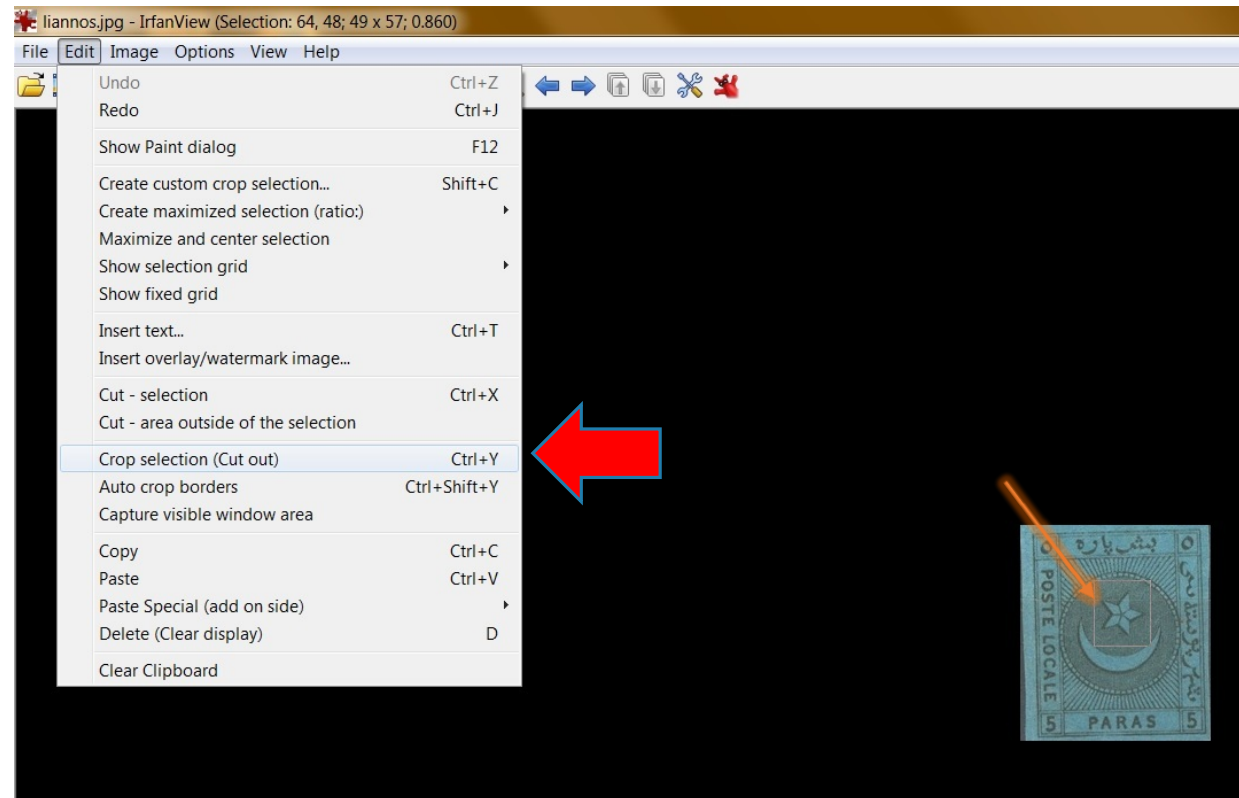 liannos.jpg - IrfanView (Selection: 64, 48; 49 x 57; 0.860)
File Edit Image Options View Help
Undo Ctrl+Z
Redo Ctrl+J
Show Paint dialog F12
Create custom crop selection... Shift+C
Create maximized selection (ratio:)
Maximize and center selection
Show selection grid
Show fixed grid
Insert text... Ctrl+T
Insert overlay/watermark image...
Cut - selection Ctrl+X
Cut - area outside of the selection
Crop selection (Cut out) Ctrl+Y
Auto crop borders Ctrl+Shift+Y
Capture visible window area
Copy Ctrl+C
Paste Ctrl+V
Paste Special (add on side)
Delete (Clear display) D
Clear Clipboard
بش پاره
POSTE LOCALE
5 PARAS 5